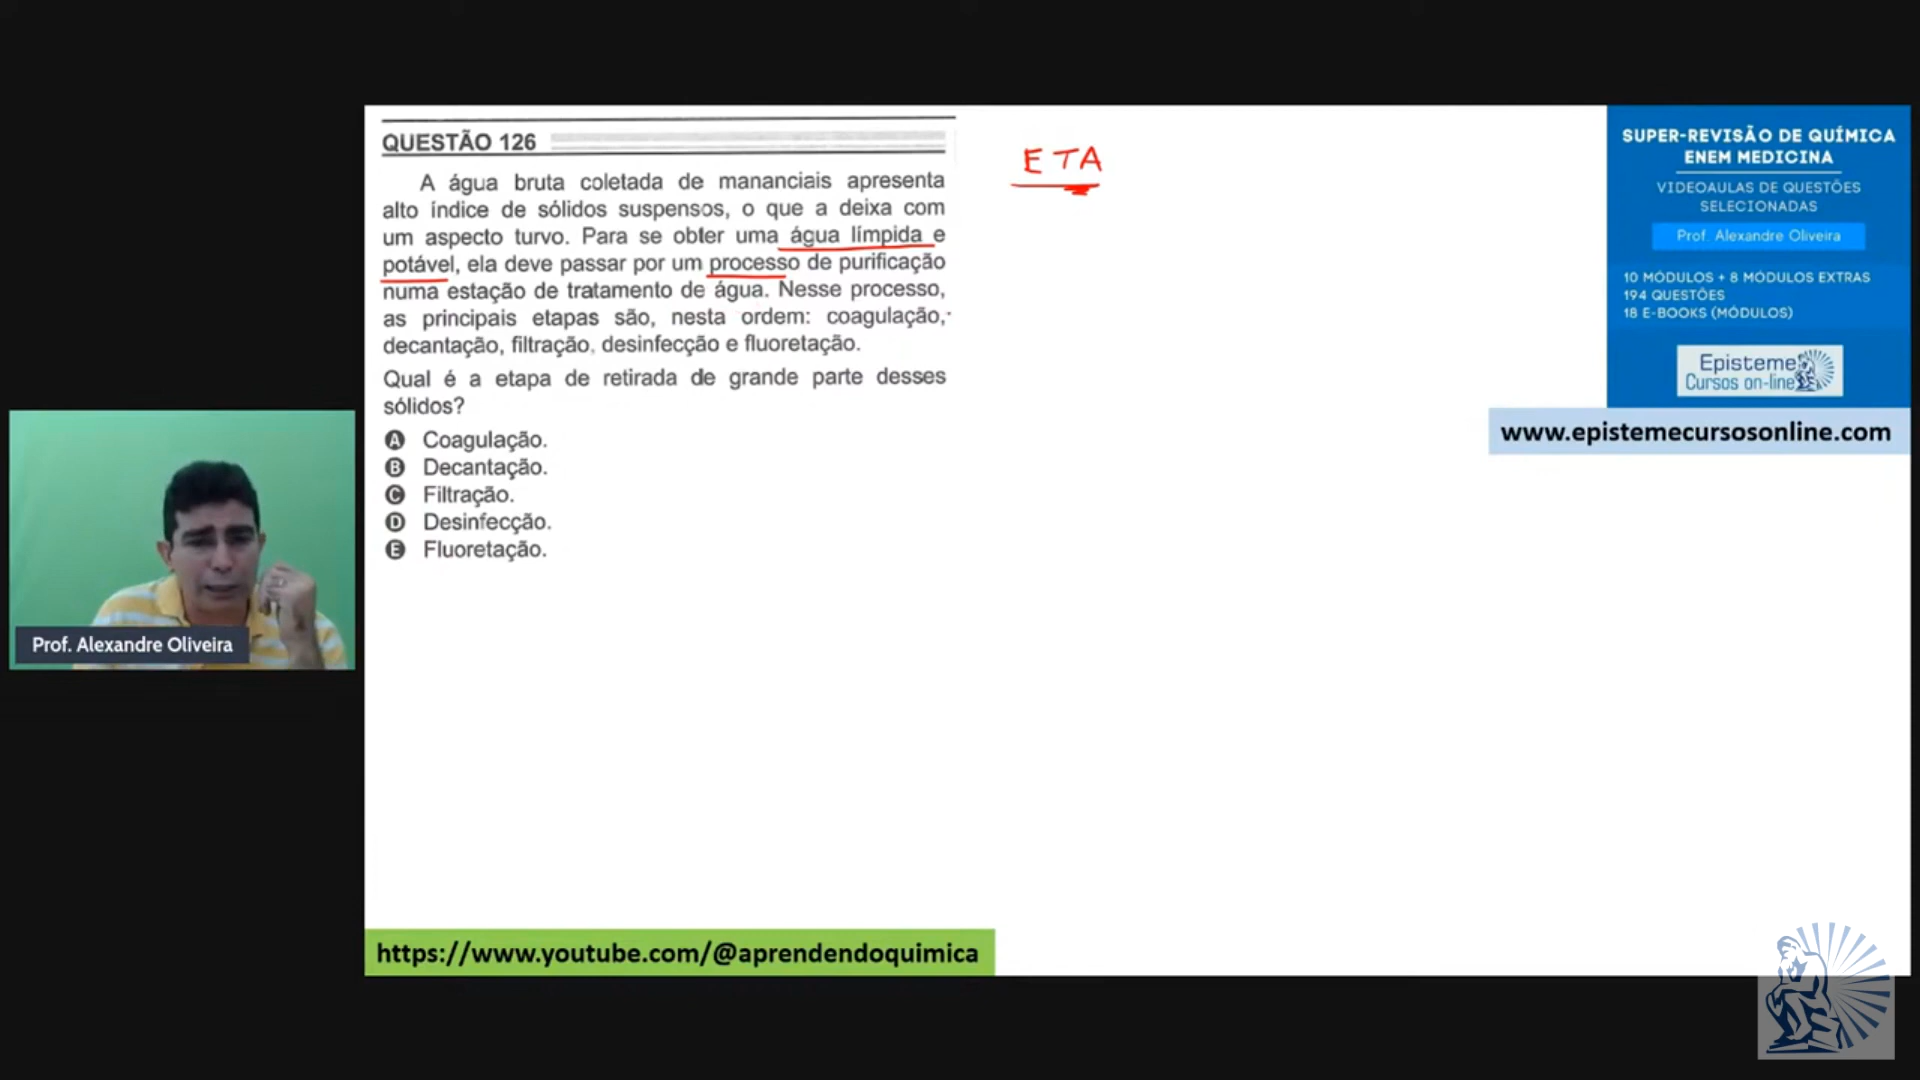 QUESTÃO 126
A água bruta coletada de mananciais apresenta
alto índice de sólidos suspensos, o que a deixa com
um aspecto turvo. Para se obter uma água límpida e
potável, ela deve passar por um processo de purificação
numa estação de tratamento de água. Nesse processo,
as principais etapas são, nesta ordem: coagulação,
decantação, filtração, desinfecção e fluoretação.
Qual é a etapa de retirada de grande parte desses
sólidos?
A Coagulação.
B Decantação.
C Filtração.
D Desinfecção.
E Fluoretação.
ETA
SUPER-REVISÃO DE QUÍMICA
ENEM MEDICINA
VIDEOAULAS DE QUESTÕES
SELECIONADAS
Prof. Alexandre Oliveira
10 MÓDULOS + 8 MÓDULOS EXTRAS
194 QUESTÕES
18 E-BOOKS (MÓDULOS)
Episteme
Cursos on-line
www.epistemecursosonline.com
Prof. Alexandre Oliveira
https://www.youtube.com/@aprendendoquimica